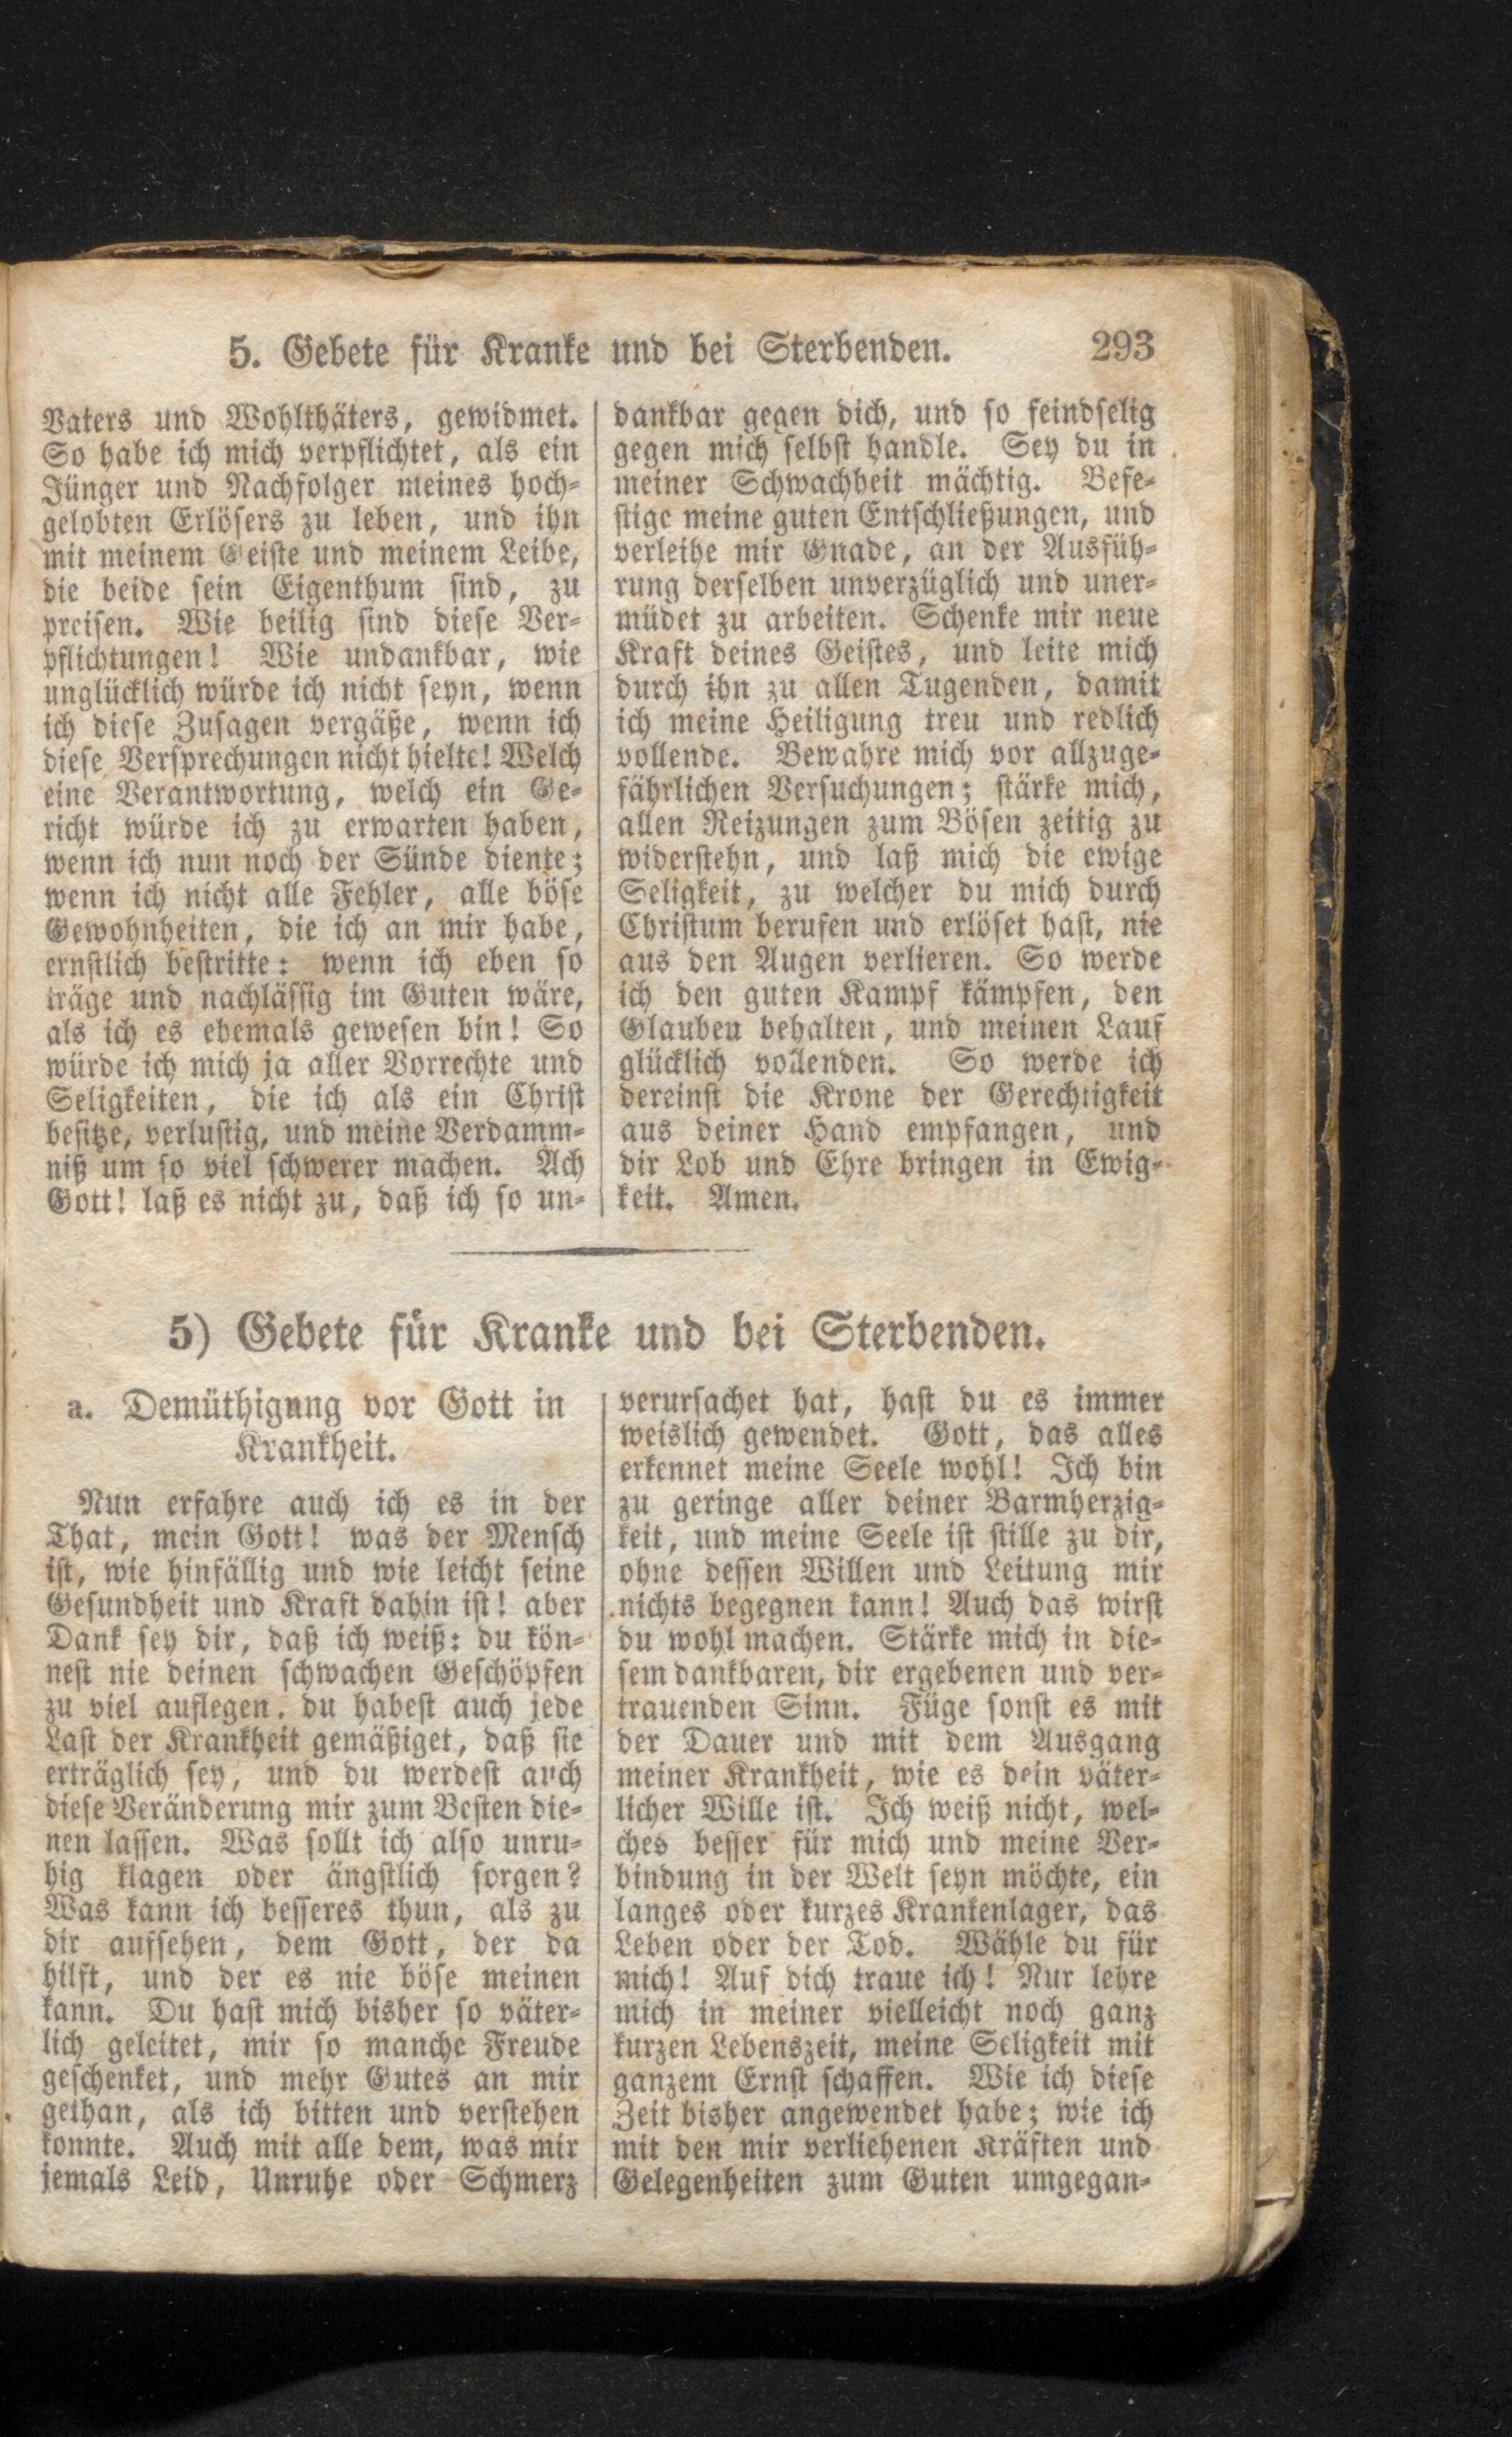 5. Gebete für Kranke und bei Sterbenden. 293
Vaters und Wohlthäters, gewidmet.
So habe ich mich verpflichtet, als ein
Jünger und Nachfolger meines hoch-
gelobten Erlösers zu leben, und ihn
mit meinem Geiste und meinem Leibe,
die beide sein Eigenthum sind, zu
preisen. Wie heilig sind diese Ver-
pflichtungen! Wie undankbar, wie
unglücklich würde ich nicht seyn, wenn
ich diese Zusagen vergäße, wenn ich
diese Versprechungen nicht hielte! Welch
eine Verantwortung, welch ein Ge-
richt würde ich zu erwarten haben,
wenn ich nun noch der Sünde diente;
wenn ich nicht alle Fehler, alle böse
Gewohnheiten, die ich an mir habe,
ernstlich bestritte: wenn ich eben so
träge und nachlässig im Guten wäre,
als ich es ehemals gewesen bin! So
würde ich mich ja aller Vorrechte und
Seligkeiten, die ich als ein Christ
besitze, verlustig, und meine Verdamm-
niß um so viel schwerer machen. Ach
Gott! laß es nicht zu, daß ich so un-
dankbar gegen dich, und so feindselig
gegen mich selbst handle. Sey du in
meiner Schwachheit mächtig. Befe-
stige meine guten Entschließungen, und
verleihe mir Gnade, an der Ausfüh-
rung derselben unverzüglich und uner-
müdet zu arbeiten. Schenke mir neue
Kraft deines Geistes, und leite mich
durch ihn zu allen Tugenden, damit
ich meine Heiligung treu und redlich
vollende. Bewahre mich vor allzuge-
fährlichen Versuchungen; stärke mich,
allen Reizungen zum Bösen zeitig zu
widerstehn, und laß mich die ewige
Seligkeit, zu welcher du mich durch
Christum berufen und erlöset hast, nie
aus den Augen verlieren. So werde
ich den guten Kampf kämpfen, den
Glauben behalten, und meinen Lauf
glücklich vollenden. So werde ich
dereinst die Krone der Gerechtigkeit
aus deiner Hand empfangen, und
dir Lob und Ehre bringen in Ewig-
keit. Amen.
5) Gebete für Kranke und bei Sterbenden.
a. Demüthigung vor Gott in
Krankheit.
Nun erfahre auch ich es in der
That, mein Gott! was der Mensch
ist, wie hinfällig und wie leicht seine
Gesundheit und Kraft dahin ist! aber
Dank sey dir, daß ich weiß: du kön-
nest nie deinen schwachen Geschöpfen
zu viel auflegen. du habest auch jede
Last der Krankheit gemäßiget, daß sie
erträglich sey, und du werdest auch
diese Veränderung mir zum Besten die-
nen lassen. Was sollt ich also unru-
hig klagen oder ängstlich sorgen?
Was kann ich besseres thun, als zu
dir aufsehen, dem Gott, der da
hilft, und der es nie böse meinen
kann. Du hast mich bisher so väter-
lich geleitet, mir so manche Freude
geschenket, und mehr Gutes an mir
gethan, als ich bitten und verstehen
konnte. Auch mit alle dem, was mir
jemals Leid, Unruhe oder Schmerz
verursachet hat, hast du es immer
weislich gewendet. Gott, das alles
erkennet meine Seele wohl! Ich bin
zu geringe aller deiner Barmherzig-
keit, und meine Seele ist stille zu dir,
ohne dessen Willen und Leitung mir
nichts begegnen kann! Auch das wirst
du wohl machen. Stärke mich in die-
sem dankbaren, dir ergebenen und ver-
trauenden Sinn. Füge sonst es mit
der Dauer und mit dem Ausgang
meiner Krankheit, wie es dein väter-
licher Wille ist. Ich weiß nicht, wel-
ches besser für mich und meine Ver-
bindung in der Welt seyn möchte, ein
langes oder kurzes Krankenlager, das
Leben oder der Tod. Wähle du für
mich! Auf dich traue ich! Nur lehre
mich in meiner vielleicht noch ganz
kurzen Lebenszeit, meine Seligkeit mit
ganzem Ernst schaffen. Wie ich diese
Zeit bisher angewendet habe; wie ich
mit den mir verliehenen Kräften und
Gelegenheiten zum Guten umgegan-